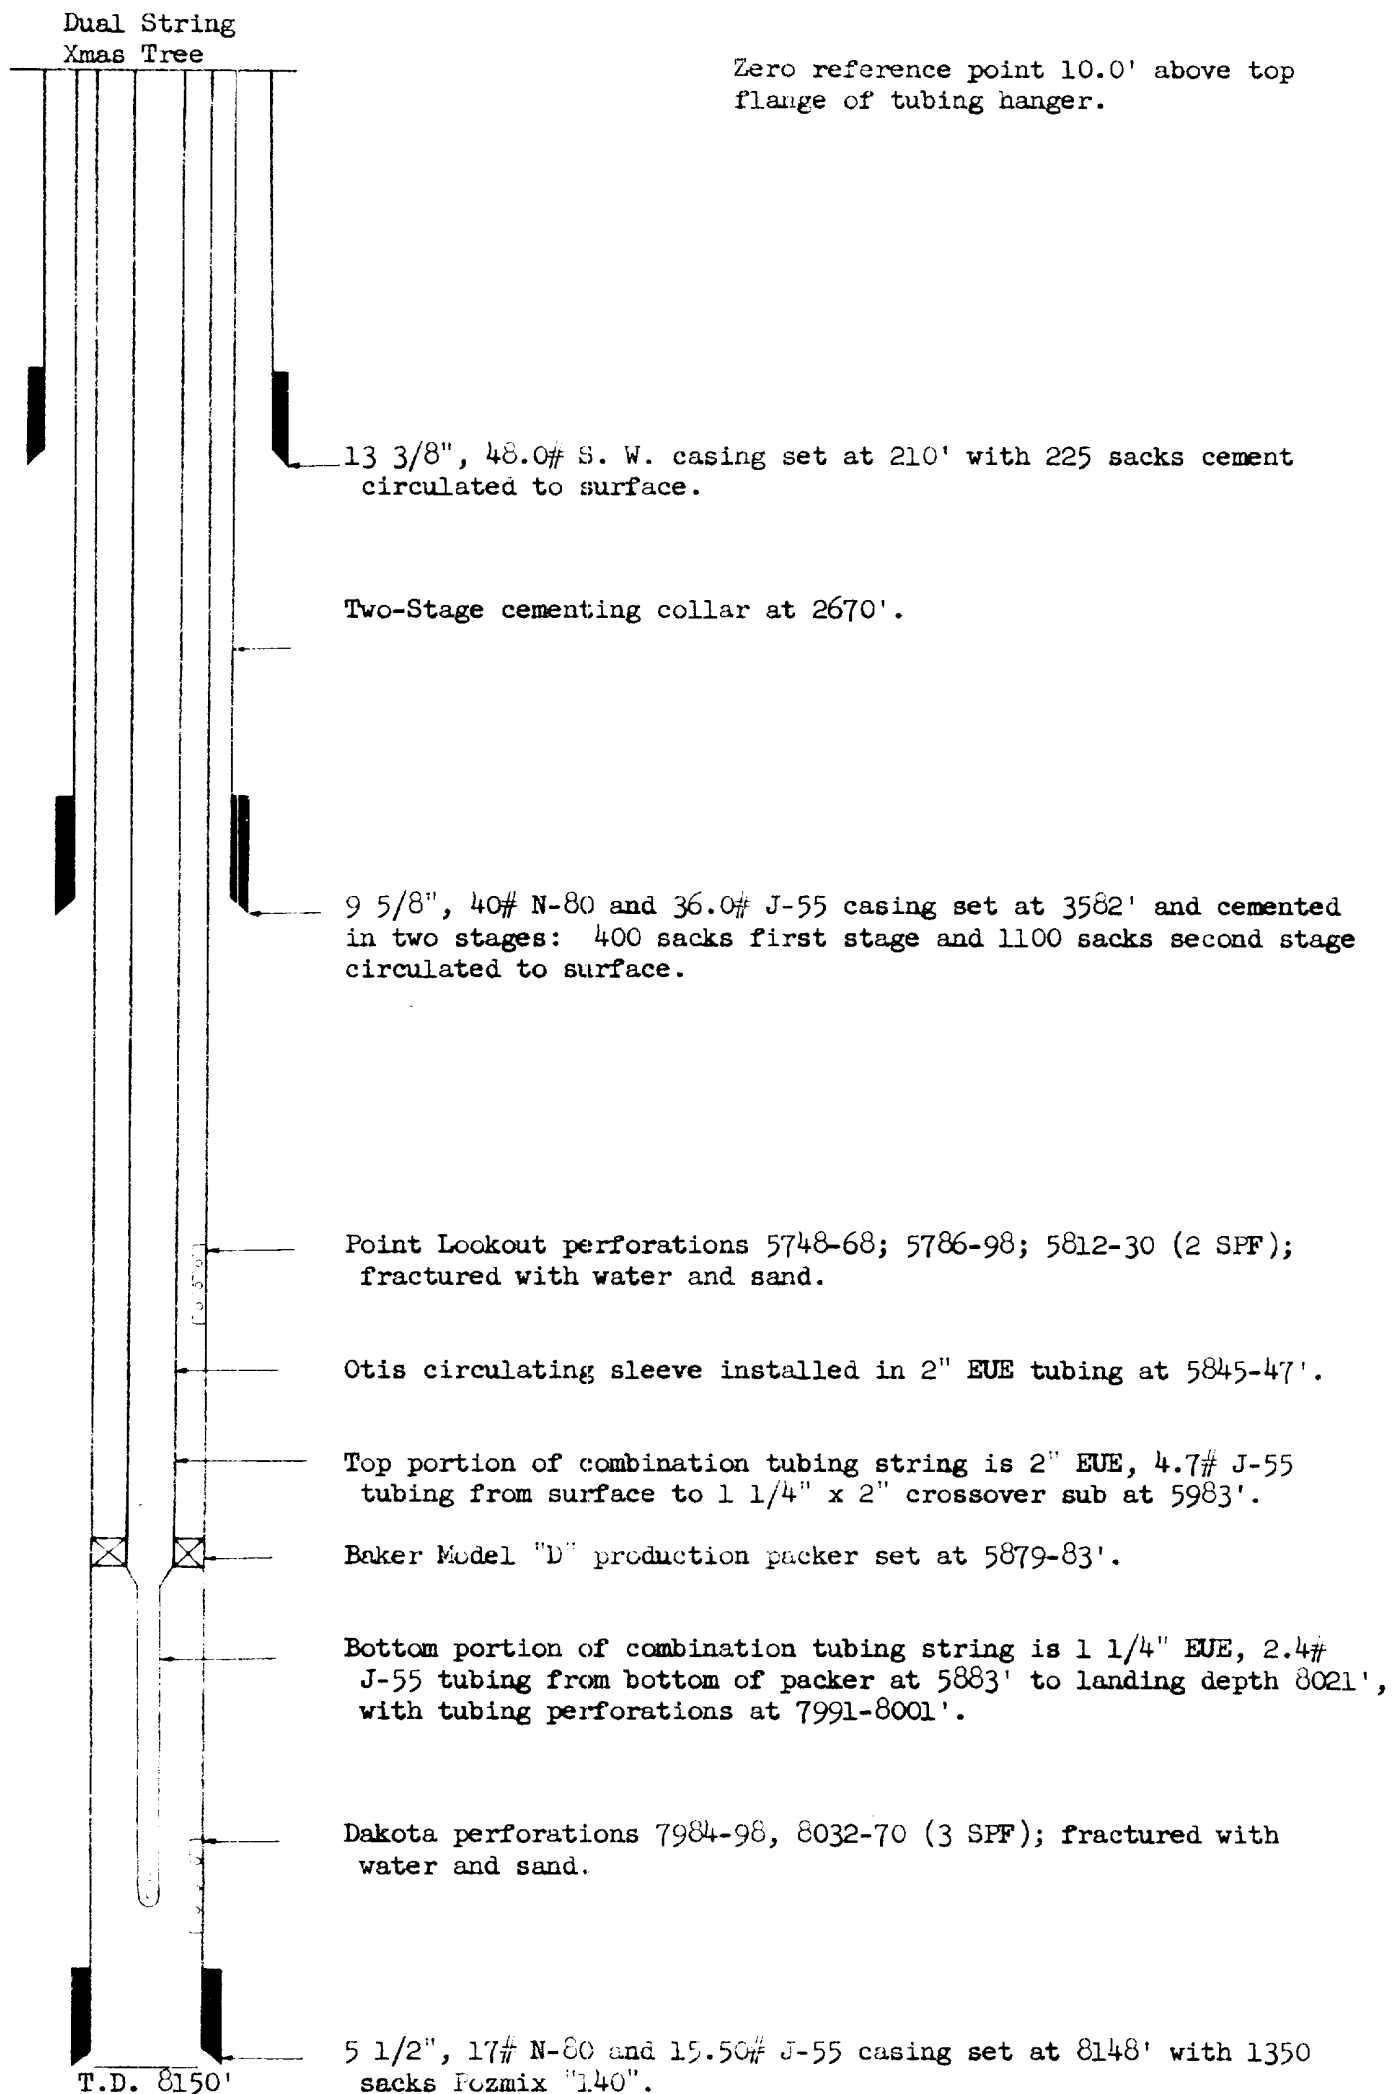 Dual String
Xmas Tree
Zero reference point 10.0' above top
flange of tubing hanger.
13 3/8", 48.0# S. W. casing set at 210' with 225 sacks cement
circulated to surface.
Two-Stage cementing collar at 2670'.
9 5/8", 40# N-80 and 36.0# J-55 casing set at 3582' and cemented
in two stages: 400 sacks first stage and 1100 sacks second stage
circulated to surface.
Point Lookout perforations 5748-68; 5786-98; 5812-30 (2 SPF);
fractured with water and sand.
Otis circulating sleeve installed in 2" EUE tubing at 5845-47'.
Top portion of combination tubing string is 2" EUE, 4.7# J-55
tubing from surface to 1 1/4" x 2" crossover sub at 5983'.
Baker Model "D" production packer set at 5879-83'.
Bottom portion of combination tubing string is 1 1/4" EUE, 2.4#
J-55 tubing from bottom of packer at 5883' to landing depth 8021',
with tubing perforations at 7991-8001'.
Dakota perforations 7984-98, 8032-70 (3 SPF); fractured with
water and sand.
5 1/2", 17# N-80 and 15.50# J-55 casing set at 8148' with 1350
sacks Pozmix "140".
T.D. 8150'